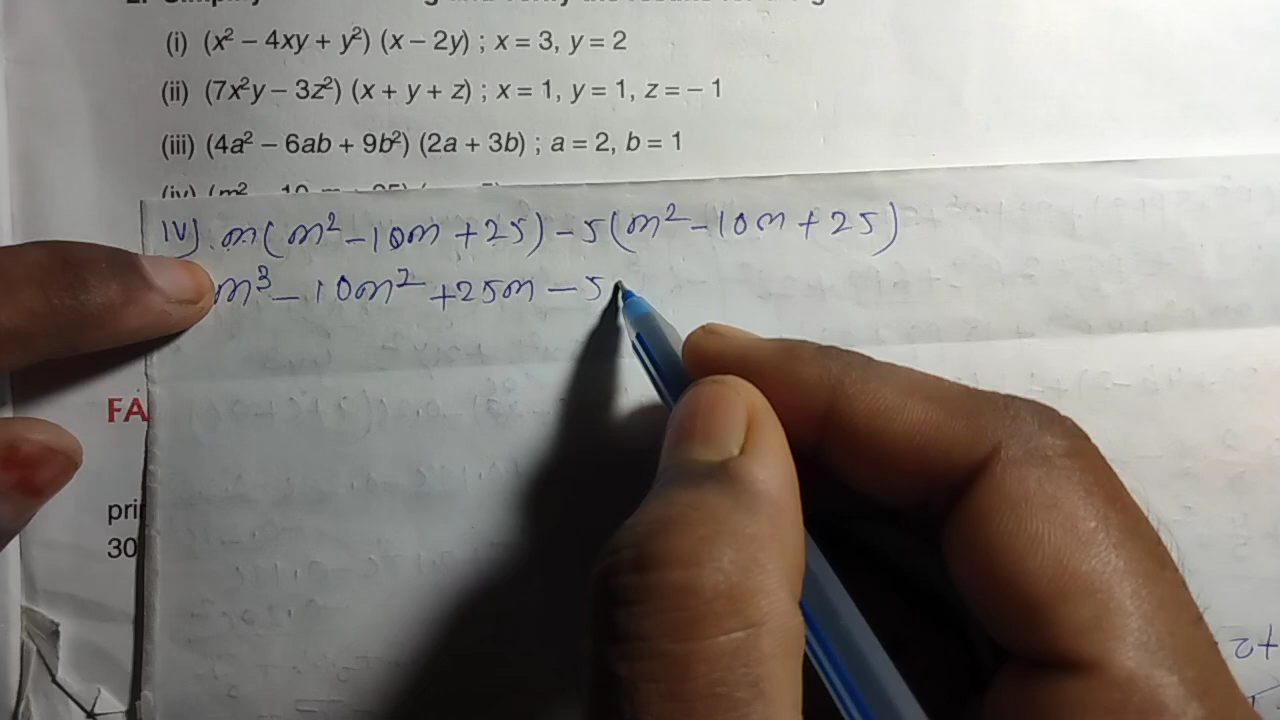 (i) (x² – 4xy + y²) (x – 2y) ; x = 3, y = 2
(ii) (7x²y – 3z²) (x + y + z) ; x = 1, y = 1, z = – 1
(iii) (4a² – 6ab + 9b²) (2a + 3b) ; a = 2, b = 1
IV). m(m² – 10m + 25) – 5(m² – 10m + 25)
m³ – 10m² + 25m – 5
FA
pri
30